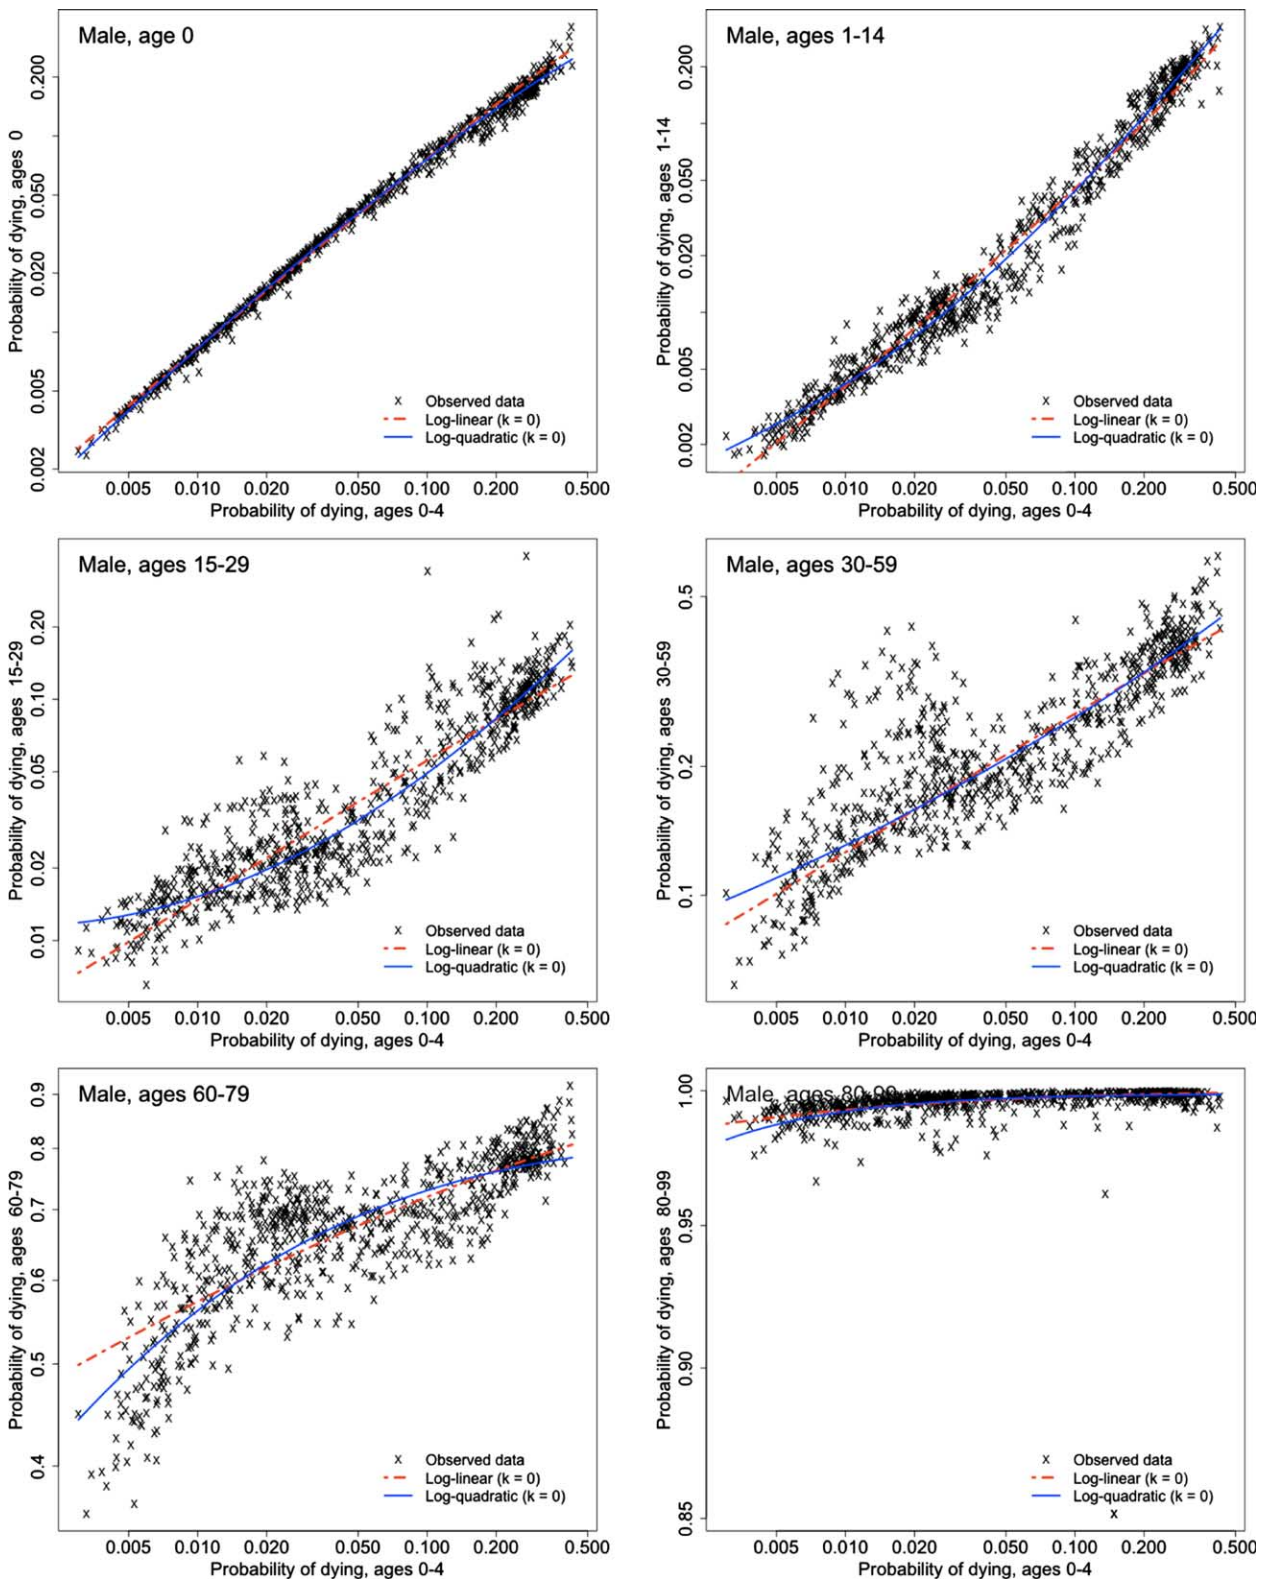 Male, age 0
Probability of dying, ages 0
0.200
0.050
0.020
0.005
0.002
x Observed data
Log-linear (k = 0)
Log-quadratic (k = 0)
0.005 0.010 0.020 0.050 0.100 0.200 0.500
Probability of dying, ages 0-4
Male, ages 1-14
Probability of dying, ages 1-14
0.200
0.050
0.020
0.005
0.002
x Observed data
Log-linear (k = 0)
Log-quadratic (k = 0)
0.005 0.010 0.020 0.050 0.100 0.200 0.500
Probability of dying, ages 0-4
Male, ages 15-29
Probability of dying, ages 15-29
0.20
0.10
0.05
0.02
0.01
x Observed data
Log-linear (k = 0)
Log-quadratic (k = 0)
0.005 0.010 0.020 0.050 0.100 0.200 0.500
Probability of dying, ages 0-4
Male, ages 30-59
Probability of dying, ages 30-59
0.5
0.2
0.1
x Observed data
Log-linear (k = 0)
Log-quadratic (k = 0)
0.005 0.010 0.020 0.050 0.100 0.200 0.500
Probability of dying, ages 0-4
Male, ages 60-79
Probability of dying, ages 60-79
0.9
0.8
0.7
0.6
0.5
0.4
x Observed data
Log-linear (k = 0)
Log-quadratic (k = 0)
0.005 0.010 0.020 0.050 0.100 0.200 0.500
Probability of dying, ages 0-4
Male, ages 80-99
Probability of dying, ages 80-99
1.00
0.95
0.90
0.85
x Observed data
Log-linear (k = 0)
Log-quadratic (k = 0)
0.005 0.010 0.020 0.050 0.100 0.200 0.500
Probability of dying, ages 0-4